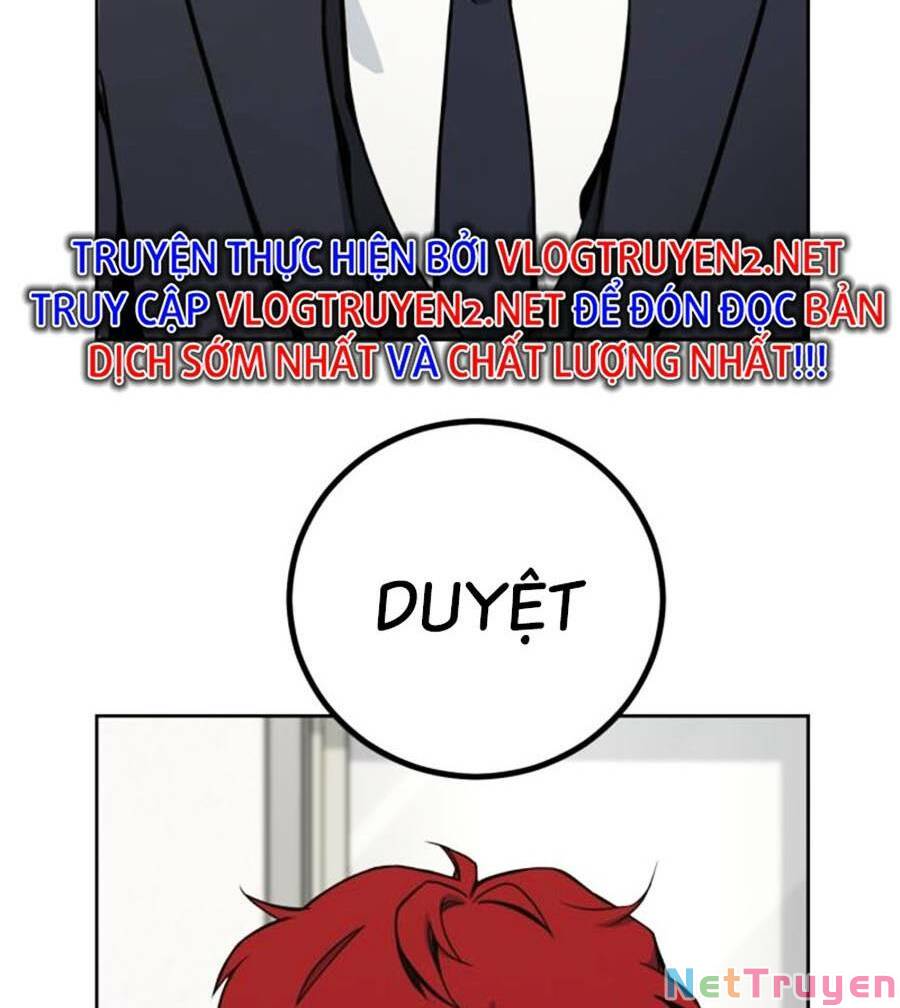 TRUYỆN THỰC HIỆN BỞI VLOGTRUYEN2.NET
TRUY CẬP VLOGTRUYEN2.NET ĐỂ ĐÓN ĐỌC BẢN
DỊCH SỚM NHẤT VÀ CHẤT LƯỢNG NHẤT!!!
DUYỆT
NetTruyen